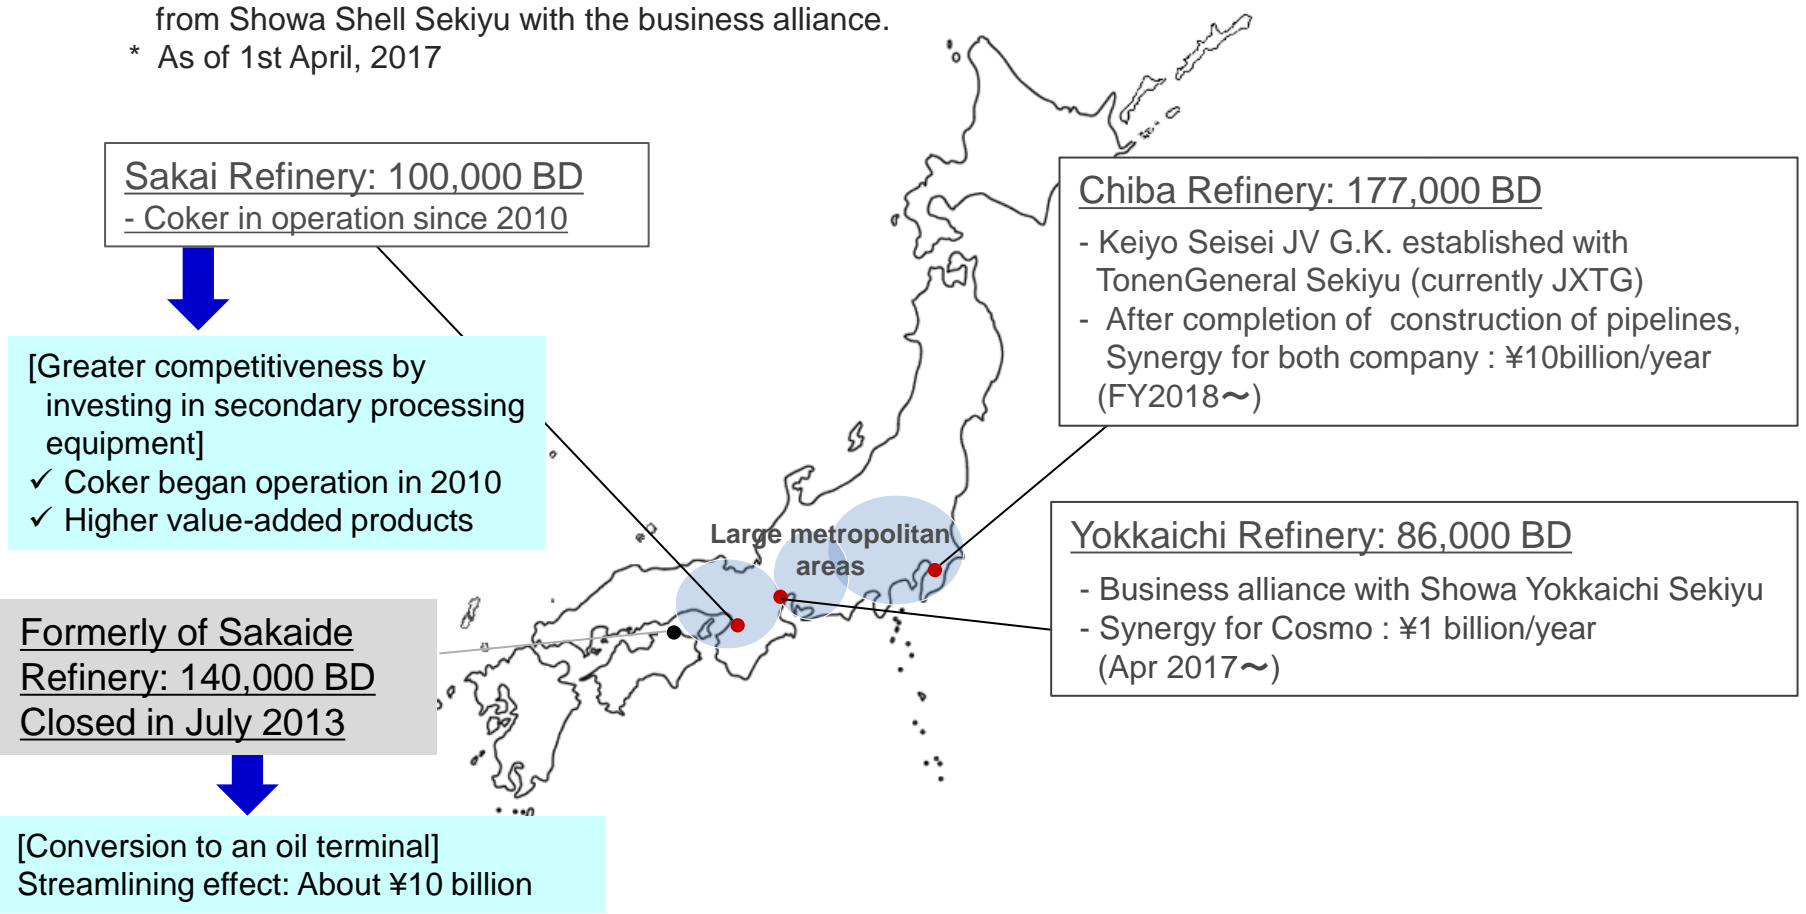 from Showa Shell Sekiyu with the business alliance.
* As of 1st April, 2017
Sakai Refinery: 100,000 BD
- Coker in operation since 2010
[Greater competitiveness by
investing in secondary processing
equipment]
✓ Coker began operation in 2010
✓ Higher value-added products
Formerly of Sakaide
Refinery: 140,000 BD
Closed in July 2013
[Conversion to an oil terminal]
Streamlining effect: About ¥10 billion
Large metropolitan
areas
Chiba Refinery: 177,000 BD
- Keiyo Seisei JV G.K. established with
TonenGeneral Sekiyu (currently JXTG)
- After completion of construction of pipelines,
Synergy for both company : ¥10billion/year
(FY2018～)
Yokkaichi Refinery: 86,000 BD
- Business alliance with Showa Yokkaichi Sekiyu
- Synergy for Cosmo : ¥1 billion/year
(Apr 2017～)